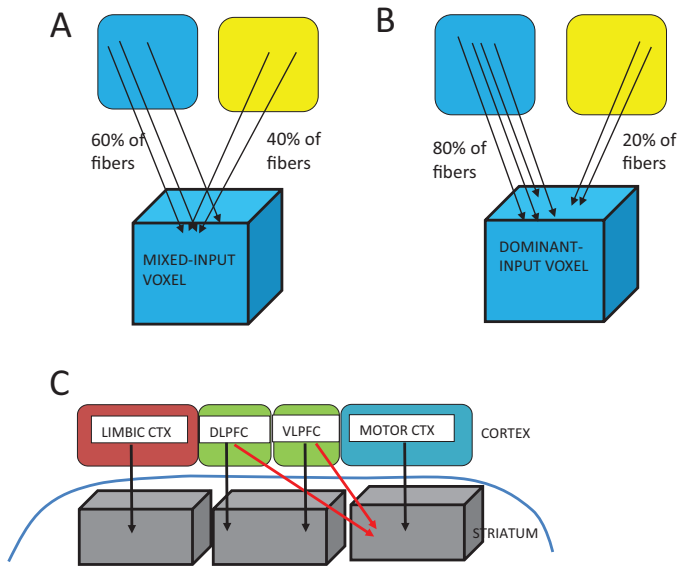 A
B
60% of
fibers
40% of
fibers
80% of
fibers
20% of
fibers
MIXED-INPUT
VOXEL
DOMINANT-
INPUT VOXEL
C
LIMBIC CTX
DLPFC
VLPFC
MOTOR CTX
CORTEX
STRIATUM